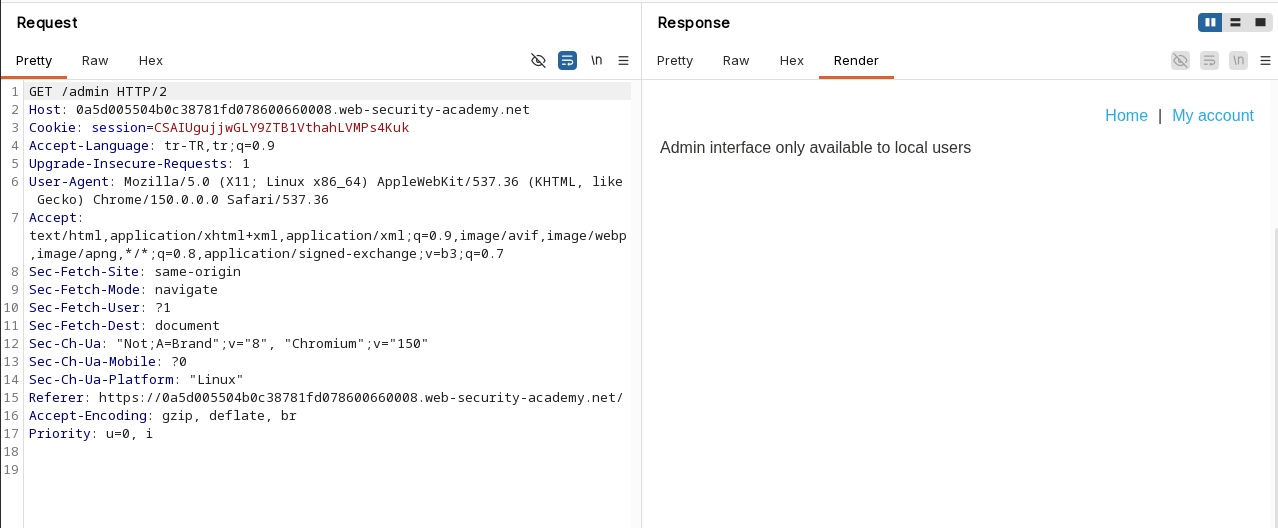 Request
Pretty Raw Hex \n
1 GET /admin HTTP/2
2 Host: 0a5d005504b0c38781fd078600660008.web-security-academy.net
3 Cookie: session=CSAIUgujjwGLY9ZTB1VthahLVMPs4Kuk
4 Accept-Language: tr-TR,tr;q=0.9
5 Upgrade-Insecure-Requests: 1
6 User-Agent: Mozilla/5.0 (X11; Linux x86_64) AppleWebKit/537.36 (KHTML, like
Gecko) Chrome/150.0.0.0 Safari/537.36
7 Accept:
text/html,application/xhtml+xml,application/xml;q=0.9,image/avif,image/webp
,image/apng,*/*;q=0.8,application/signed-exchange;v=b3;q=0.7
8 Sec-Fetch-Site: same-origin
9 Sec-Fetch-Mode: navigate
10 Sec-Fetch-User: ?1
11 Sec-Fetch-Dest: document
12 Sec-Ch-Ua: "Not;A=Brand";v="8", "Chromium";v="150"
13 Sec-Ch-Ua-Mobile: ?0
14 Sec-Ch-Ua-Platform: "Linux"
15 Referer: https://0a5d005504b0c38781fd078600660008.web-security-academy.net/
16 Accept-Encoding: gzip, deflate, br
17 Priority: u=0, i
18
19
Response
Pretty Raw Hex Render \n
Home | My account
Admin interface only available to local users